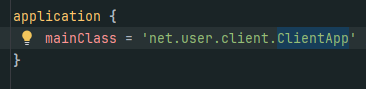 application {
    mainClass = 'net.user.client.ClientApp'
}